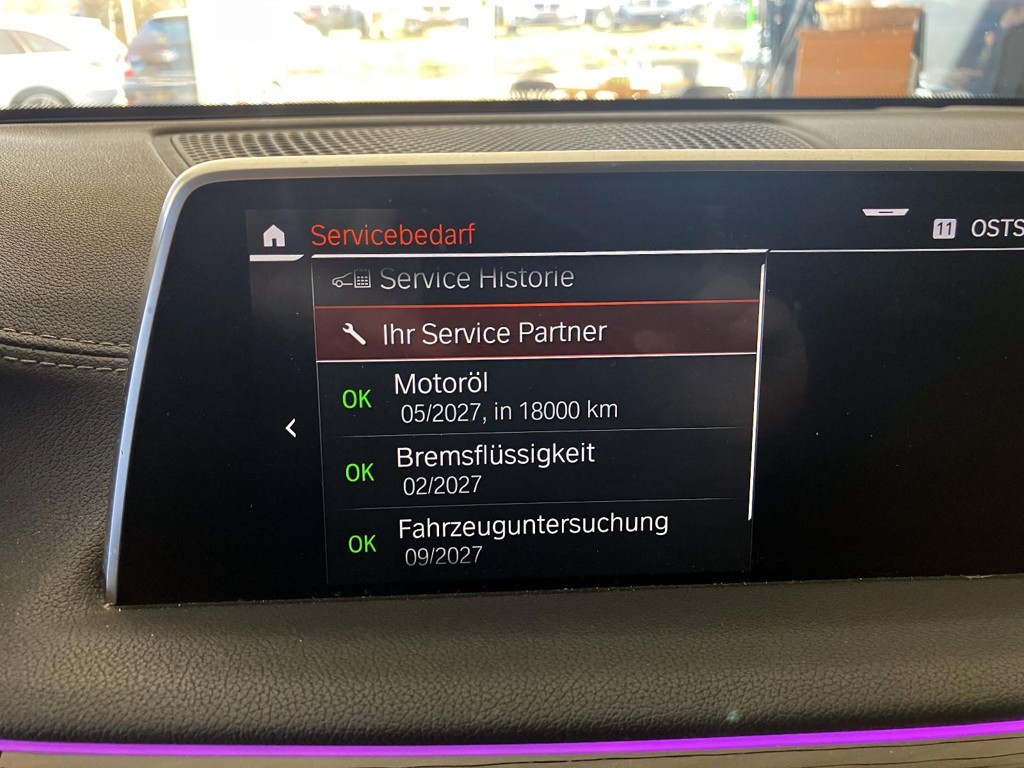 Servicebedarf
11 OSTS
Service Historie
Ihr Service Partner
OK Motoröl
05/2027, in 18000 km
OK Bremsflüssigkeit
02/2027
OK Fahrzeuguntersuchung
09/2027